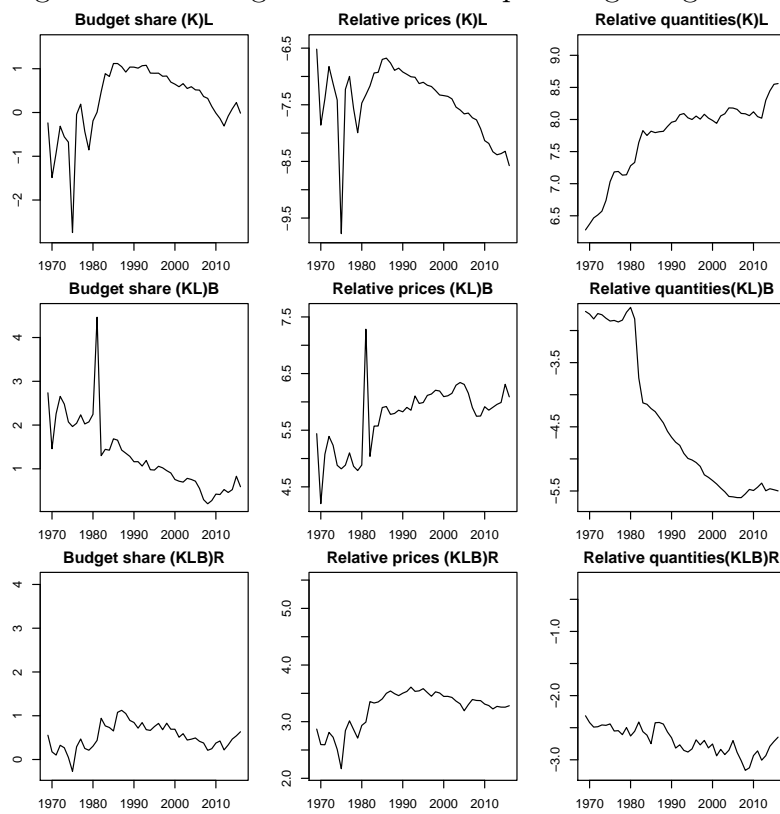 Budget share (K)L
1
0
−1
−2
1970 1980 1990 2000 2010
Relative prices (K)L
−6.5
−7.5
−8.5
−9.5
1970 1980 1990 2000 2010
Relative quantities(K)L
9.0
8.5
8.0
7.5
7.0
6.5
1970 1980 1990 2000 2010
Budget share (KL)B
4
3
2
1
1970 1980 1990 2000 2010
Relative prices (KL)B
7.5
6.5
5.5
4.5
1970 1980 1990 2000 2010
Relative quantities(KL)B
−3.5
−4.5
−5.5
1970 1980 1990 2000 2010
Budget share (KLB)R
4
3
2
1
0
1970 1980 1990 2000 2010
Relative prices (KLB)R
5.0
4.0
3.0
2.0
1970 1980 1990 2000 2010
Relative quantities(KLB)R
−1.0
−2.0
−3.0
1970 1980 1990 2000 2010